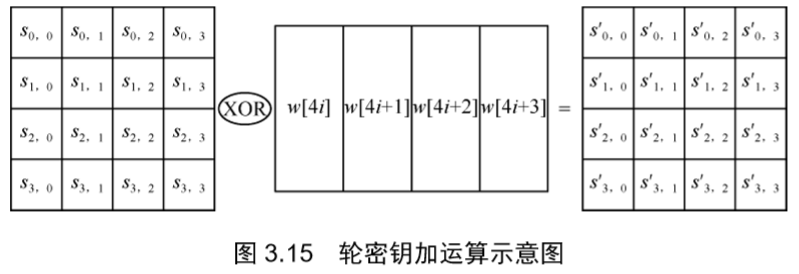 s0, 0 s0, 1 s0, 2 s0, 3 s′0, 0 s′0, 1 s′0, 2 s′0, 3
s1, 0 s1, 1 s1, 2 s1, 3 s′1, 0 s′1, 1 s′1, 2 s′1, 3
XOR w[4i] w[4i+1] w[4i+2] w[4i+3] =
s2, 0 s2, 1 s2, 2 s2, 3 s′2, 0 s′2, 1 s′2, 2 s′2, 3
s3, 0 s3, 1 s3, 2 s3, 3 s′3, 0 s′3, 1 s′3, 2 s′3, 3
图 3.15 轮密钥加运算示意图